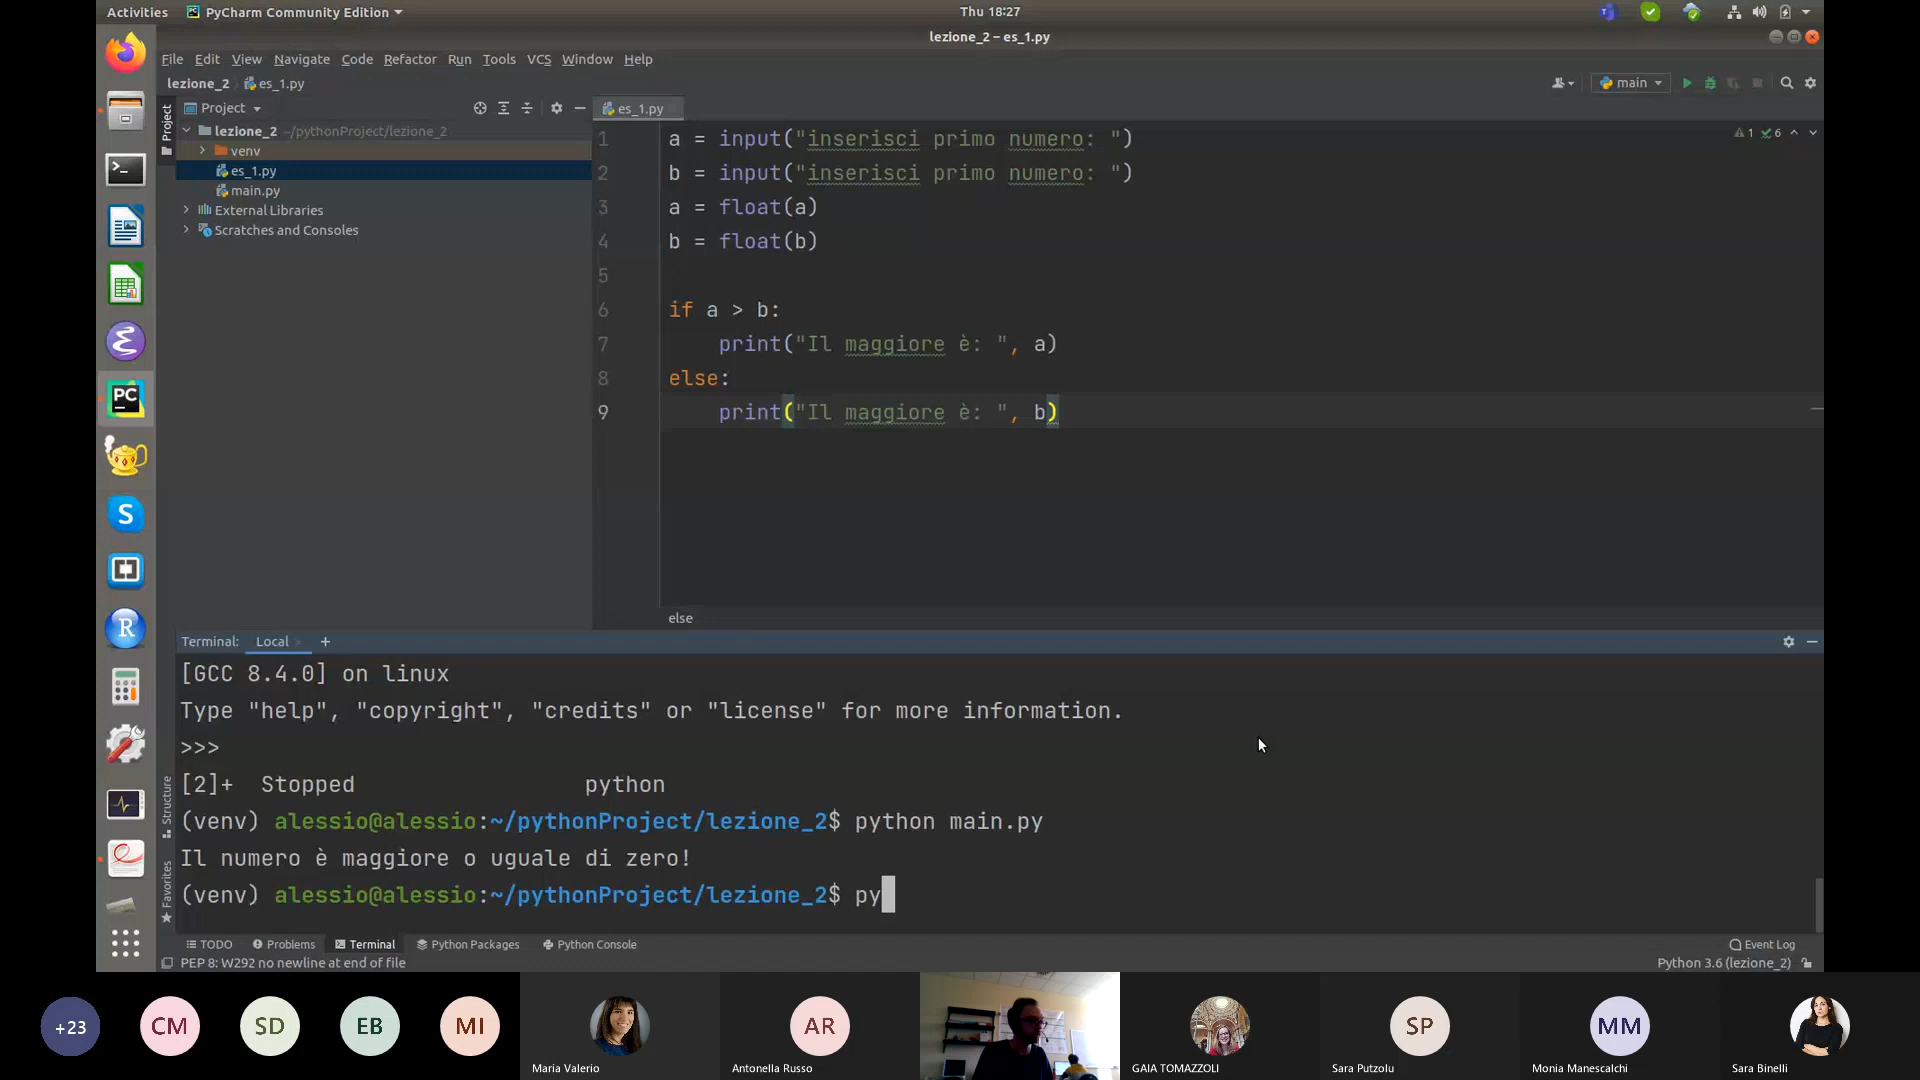 Activities PyCharm Community Edition Thu 18:27
lezione_2 – es_1.py
File Edit View Navigate Code Refactor Run Tools VCS Window Help
lezione_2 es_1.py main
Project
Project es_1.py
lezione_2 ~/pythonProject/lezione_2
venv
es_1.py
main.py
External Libraries
Scratches and Consoles
1 a = input("inserisci primo numero: ")
2 b = input("inserisci primo numero: ")
3 a = float(a)
4 b = float(b)
5
6 if a > b:
7 print("Il maggiore è: ", a)
8 else:
9 print("Il maggiore è: ", b)
1 6
else
Terminal: Local +
[GCC 8.4.0] on linux
Type "help", "copyright", "credits" or "license" for more information.
>>>
[2]+ Stopped python
(venv) alessio@alessio:~/pythonProject/lezione_2$ python main.py
Il numero è maggiore o uguale di zero!
(venv) alessio@alessio:~/pythonProject/lezione_2$ py
Structure
Favorites
TODO Problems Terminal Python Packages Python Console Event Log
PEP 8: W292 no newline at end of file Python 3.6 (lezione_2)
+23 CM SD EB MI AR SP MM
Maria Valerio Antonella Russo GAIA TOMAZZOLI Sara Putzolu Monia Manescalchi Sara Binelli